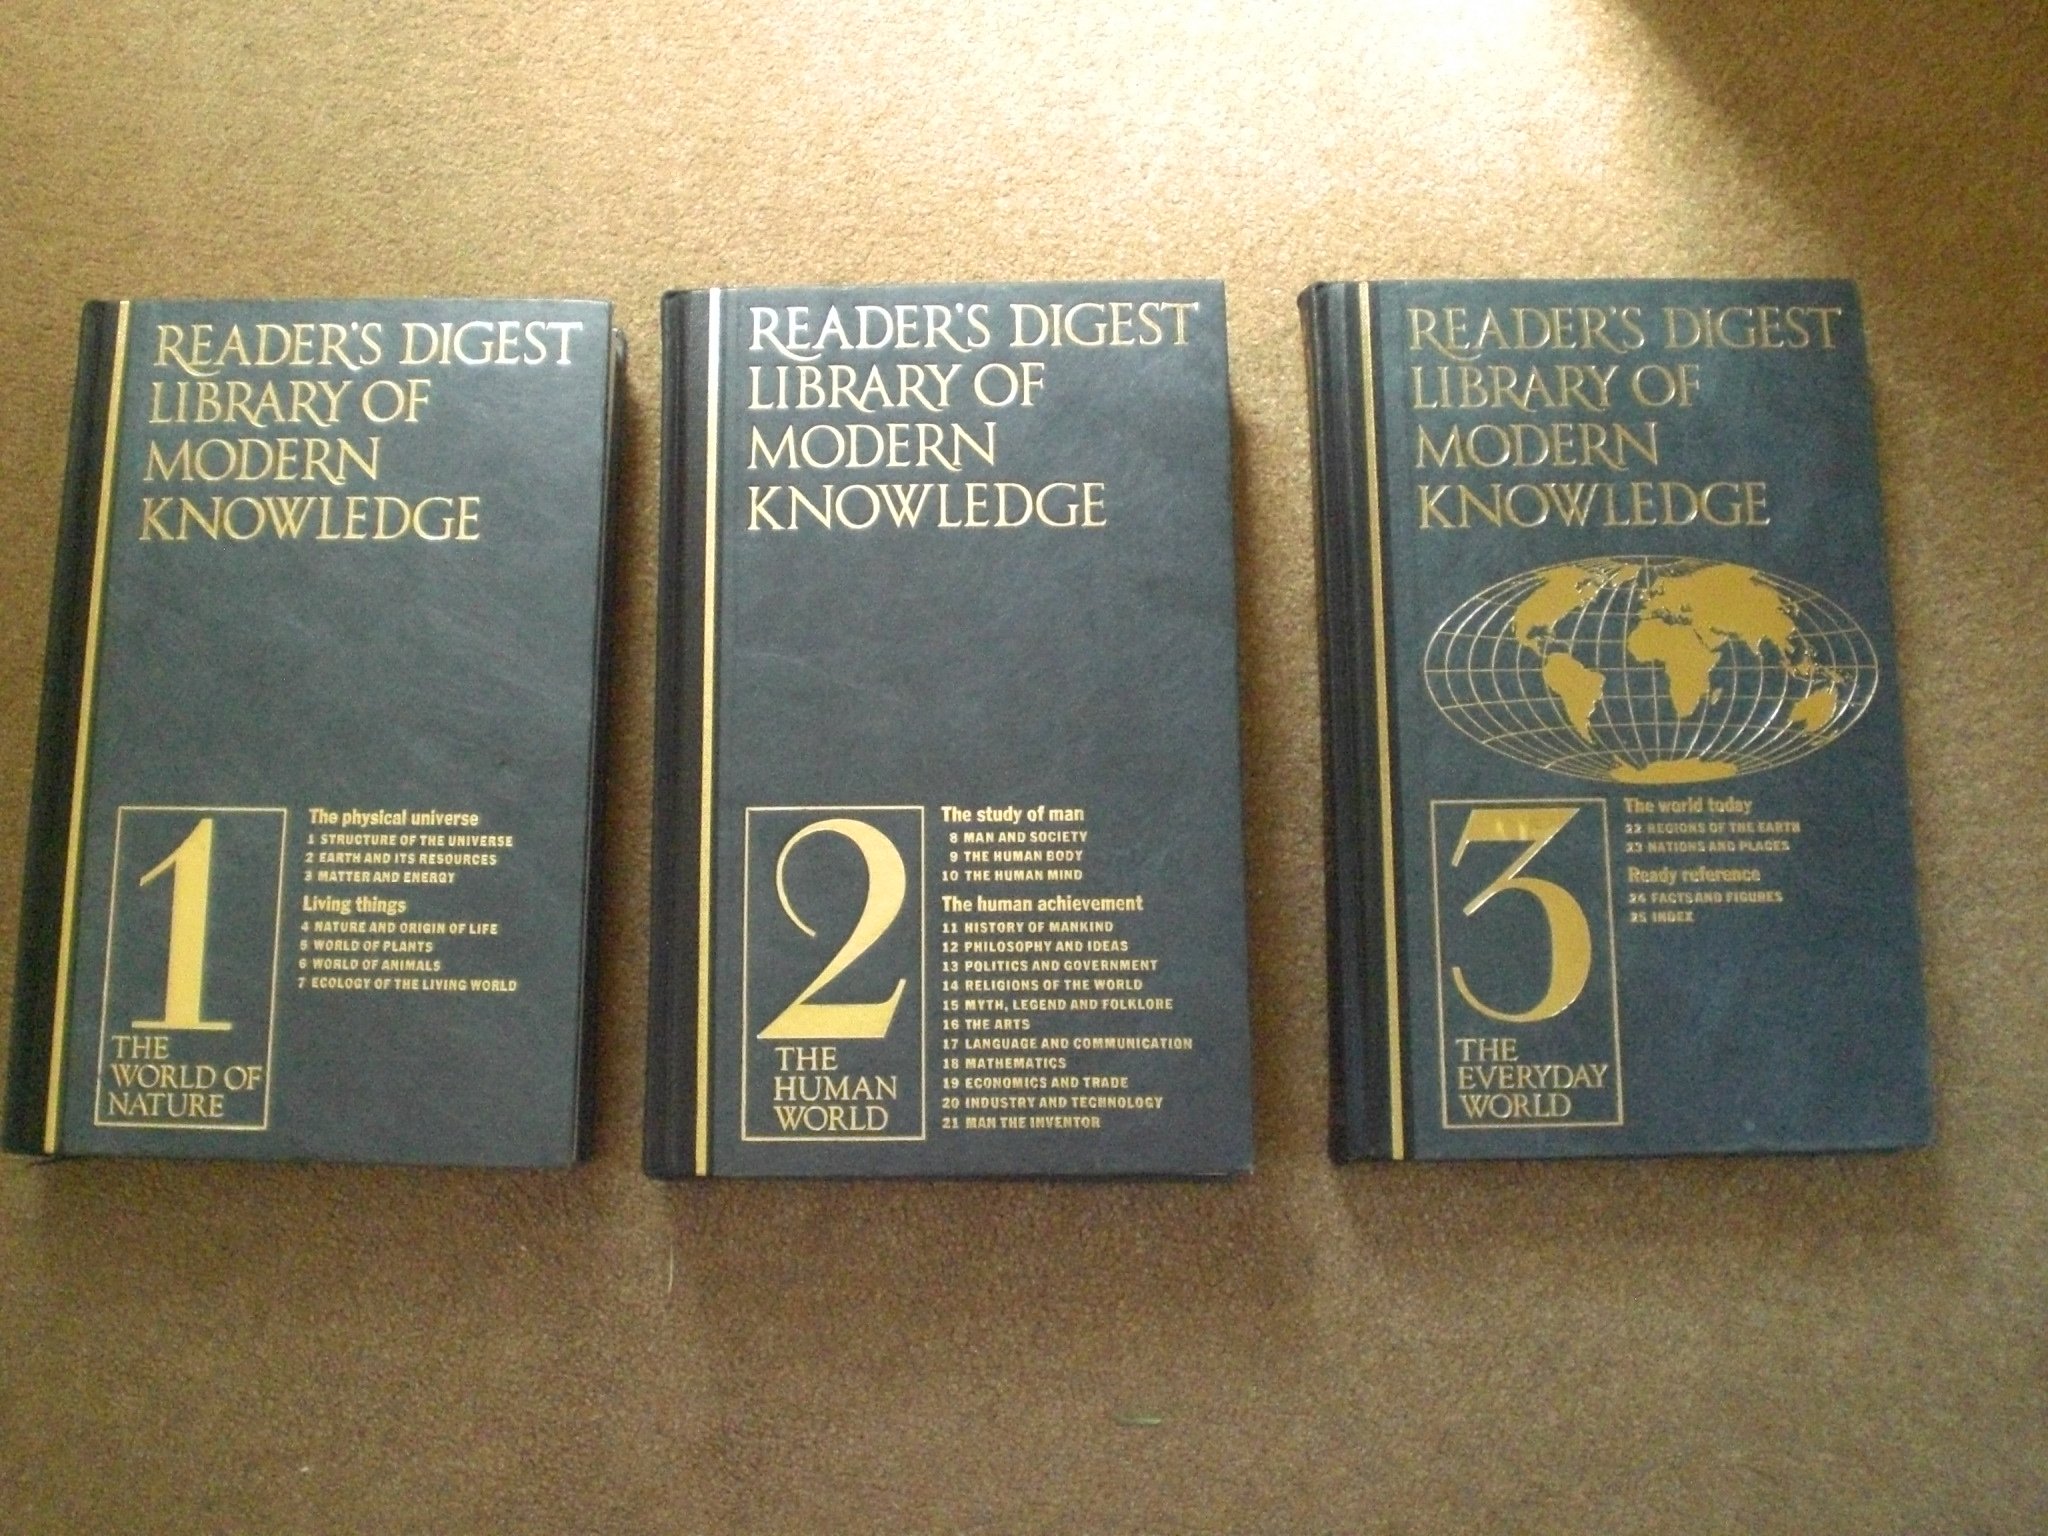 READER'S DIGEST
LIBRARY OF
MODERN
KNOWLEDGE
1
THE
WORLD OF
NATURE
The physical universe
1 STRUCTURE OF THE UNIVERSE
2 EARTH AND ITS RESOURCES
3 MATTER AND ENERGY
Living things
4 NATURE AND ORIGIN OF LIFE
5 WORLD OF PLANTS
6 WORLD OF ANIMALS
7 ECOLOGY OF THE LIVING WORLD
READER'S DIGEST
LIBRARY OF
MODERN
KNOWLEDGE
2
THE
HUMAN
WORLD
The study of man
8 MAN AND SOCIETY
9 THE HUMAN BODY
10 THE HUMAN MIND
The human achievement
11 HISTORY OF MANKIND
12 PHILOSOPHY AND IDEAS
13 POLITICS AND GOVERNMENT
14 RELIGIONS OF THE WORLD
15 MYTH, LEGEND AND FOLKLORE
16 THE ARTS
17 LANGUAGE AND COMMUNICATION
18 MATHEMATICS
19 ECONOMICS AND TRADE
20 INDUSTRY AND TECHNOLOGY
21 MAN THE INVENTOR
READER'S DIGEST
LIBRARY OF
MODERN
KNOWLEDGE
3
THE
EVERYDAY
WORLD
The world today
22 REGIONS OF THE EARTH
23 NATIONS AND PLACES
Ready reference
24 FACTS AND FIGURES
25 INDEX